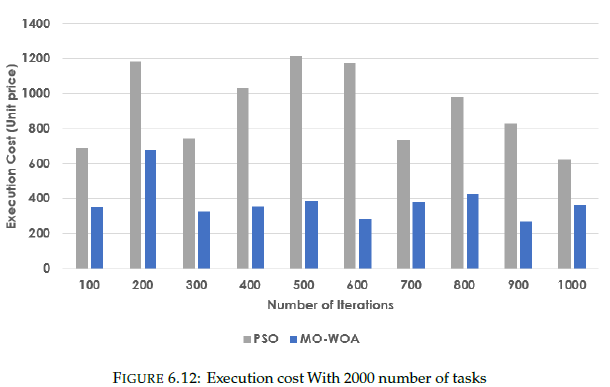 1400
1200
1000
800
600
400
200
0
Execution Cost (Unit price)
100 200 300 400 500 600 700 800 900 1000
Number of Iterations
PSO MO-WOA
FIGURE 6.12: Execution cost With 2000 number of tasks